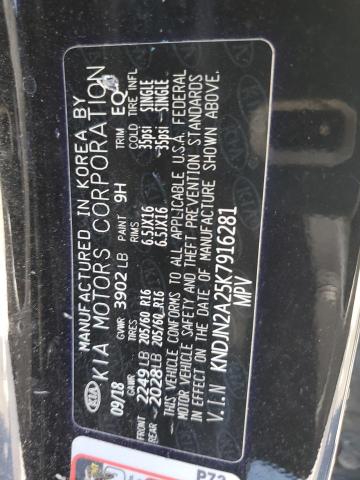 MANUFACTURED IN KOREA BY
KIA KIA MOTORS CORPORATION
09/18 GVWR 3902 LB PAINT 9H TRIM EQ
GAWR TIRES RIMS COLD TIRE INFL
FRONT 2249 LB 205/60 R16 6.5JX16 35psi SINGLE
REAR 2028 LB 205/60 R16 6.5JX16 35psi SINGLE
THIS VEHICLE CONFORMS TO ALL APPLICABLE U.S.A. FEDERAL
MOTOR VEHICLE SAFETY AND THEFT PREVENTION STANDARDS
IN EFFECT ON THE DATE OF MANUFACTURE SHOWN ABOVE.
V.I.N KNDJN2A25K7916281
MPV